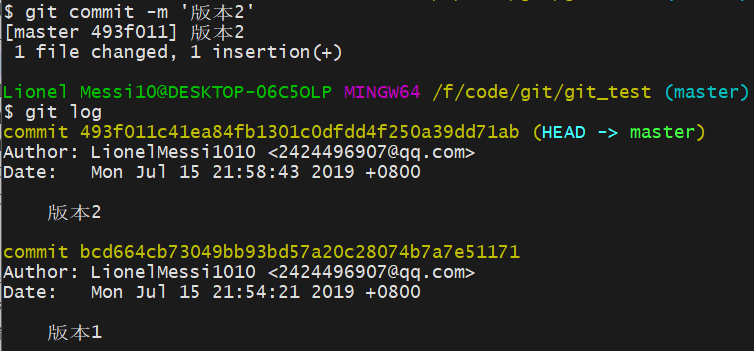 $ git commit -m '版本2'
[master 493f011] 版本2
 1 file changed, 1 insertion(+)
Lionel Messi10@DESKTOP-06C5OLP MINGW64 /f/code/git/git_test (master)
$ git log
commit 493f011c41ea84fb1301c0dfdd4f250a39dd71ab (HEAD -> master)
Author: LionelMessi1010 <2424496907@qq.com>
Date:   Mon Jul 15 21:58:43 2019 +0800
    版本2
commit bcd664cb73049bb93bd57a20c28074b7a7e51171
Author: LionelMessi1010 <2424496907@qq.com>
Date:   Mon Jul 15 21:54:21 2019 +0800
    版本1